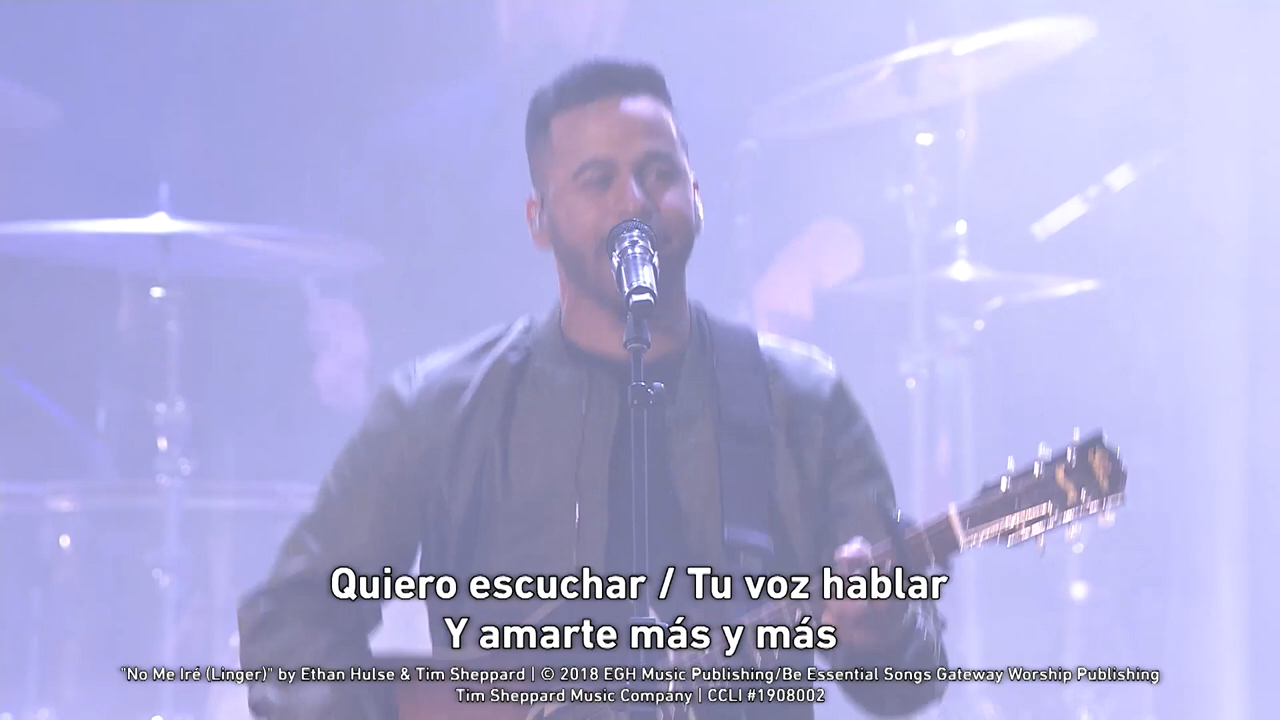 Quiero escuchar / Tu voz hablar
Y amarte más y más
"No Me Iré (Linger)" by Ethan Hulse & Tim Sheppard | © 2018 EGH Music Publishing/Be Essential Songs Gateway Worship Publishing
Tim Sheppard Music Company | CCLI #1908002